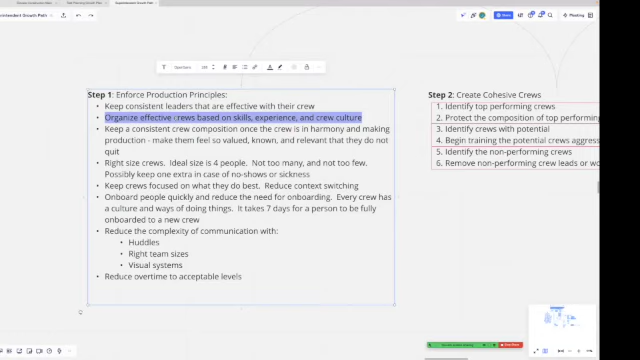 Superintendent Growth Path
Superintendent Growth Path
Step 1: Enforce Production Principles:
• Keep consistent leaders that are effective with their crew
• Organize effective crews based on skills, experience, and crew culture
• Keep a consistent crew composition once the crew is in harmony and making
production - make them feel so valued, known, and relevant that they do not
quit
• Right size crews. Ideal size is 4 people. Not too many, and not too few.
Possibly keep one extra in case of no-shows or sickness
• Keep crews focused on what they do best. Reduce context switching
• Onboard people quickly and reduce the need for onboarding. Every crew has
a culture and ways of doing things. It takes 7 days for a person to be fully
onboarded to a new crew
• Reduce the complexity of communication with:
• Huddles
• Right team sizes
• Visual systems
• Reduce overtime to acceptable levels
Step 2: Create Cohesive Crews
1. Identify top performing crews
2. Protect the composition of top performing
3. Identify crews with potential
4. Begin training the potential crews aggress
5. Identify the non-performing crews
6. Remove non-performing crew leads or wo